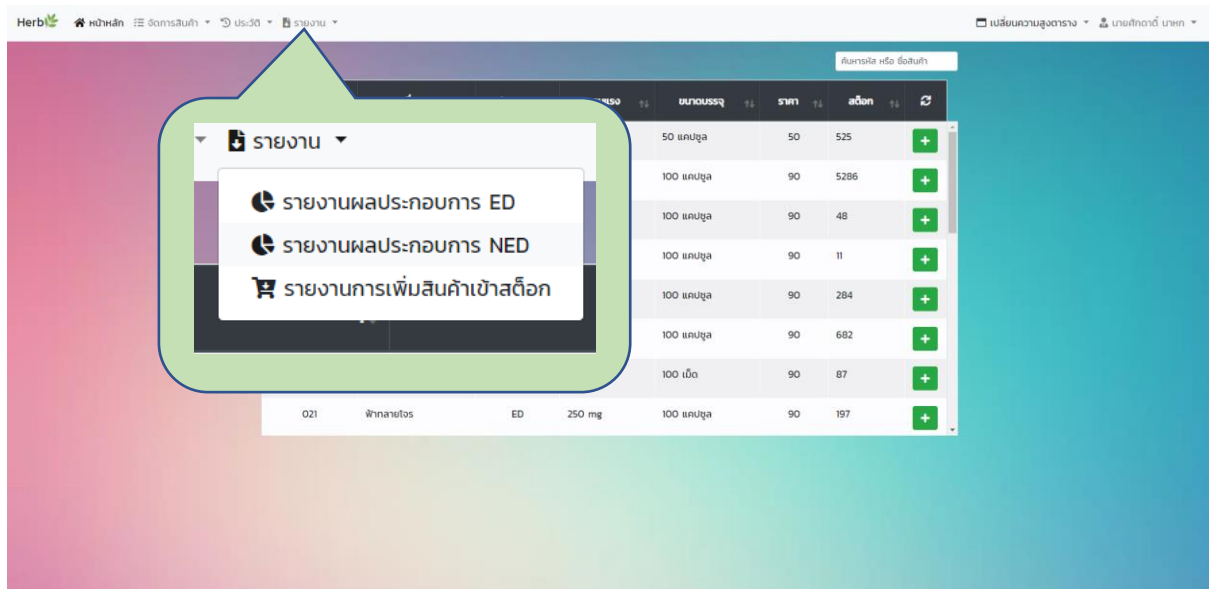 Herb หน้าหลัก จัดการสินค้า ประวัติ รายงาน เปลี่ยนความสูงตาราง นายศักดาดิ์ นาหก
ค้นหารหัส หรือ ชื่อสินค้า
ขนาดบรรจุ ราคา สต็อก
50 แคปซูล 50 525
รายงาน
100 แคปซูล 90 5286
รายงานผลประกอบการ ED
100 แคปซูล 90 48
รายงานผลประกอบการ NED
100 แคปซูล 90 11
รายงานการเพิ่มสินค้าเข้าสต็อก
100 แคปซูล 90 284
100 แคปซูล 90 682
100 เม็ด 90 87
021 ฟ้าทลายโจร ED 250 mg 100 แคปซูล 90 197